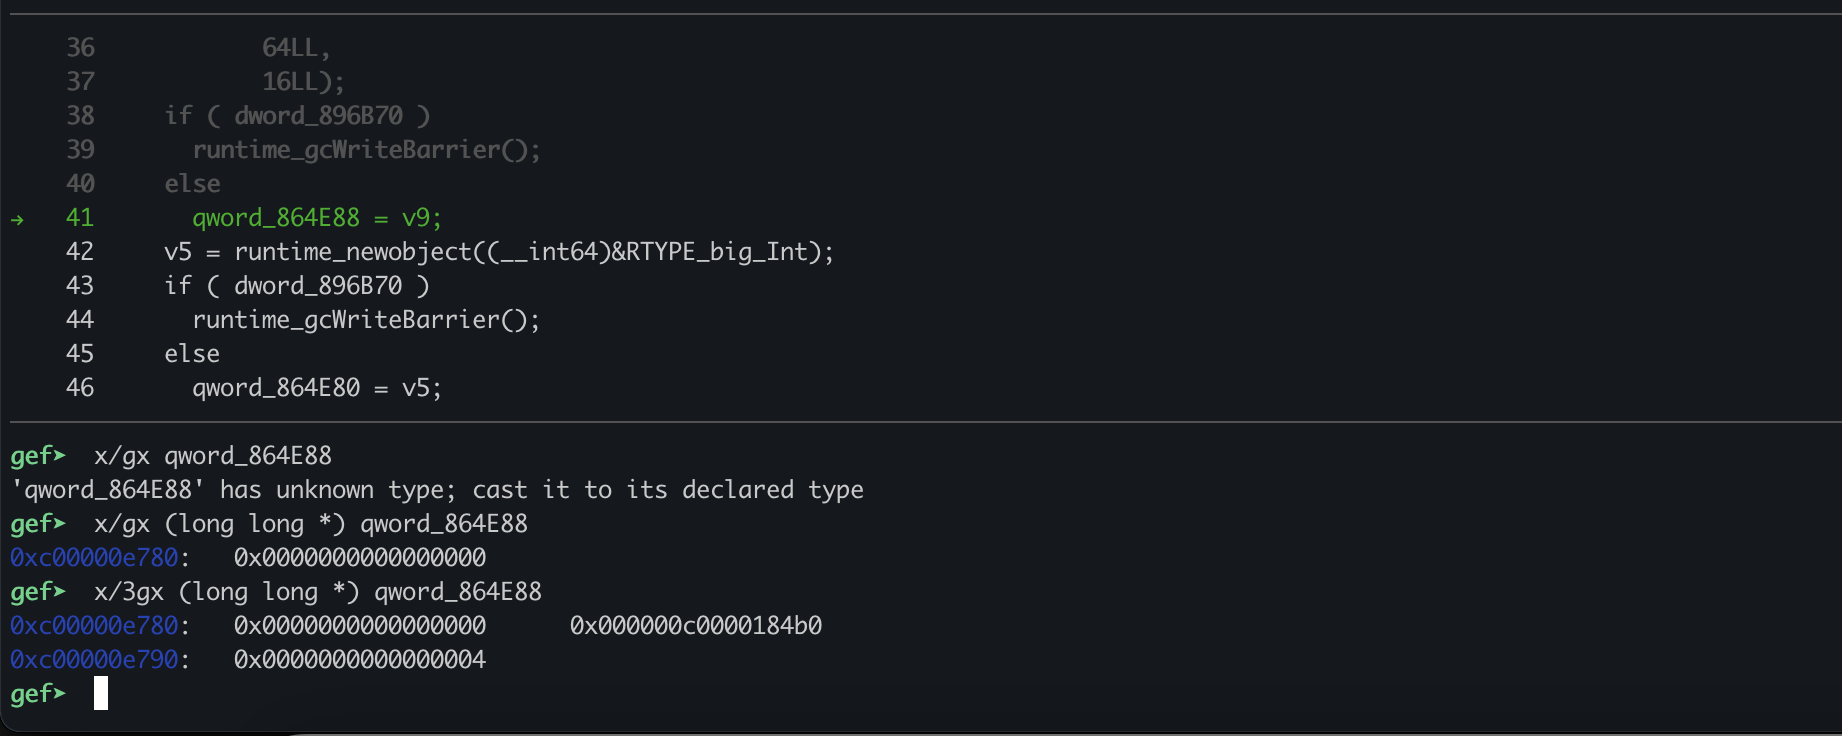 36            64LL,
37            16LL);
38     if ( dword_896B70 )
39       runtime_gcWriteBarrier();
40     else
→   41       qword_864E88 = v9;
42     v5 = runtime_newobject((__int64)&RTYPE_big_Int);
43     if ( dword_896B70 )
44       runtime_gcWriteBarrier();
45     else
46       qword_864E80 = v5;
gef➤  x/gx qword_864E88
'qword_864E88' has unknown type; cast it to its declared type
gef➤  x/gx (long long *) qword_864E88
0xc00000e780:   0x0000000000000000
gef➤  x/3gx (long long *) qword_864E88
0xc00000e780:   0x0000000000000000      0x000000c0000184b0
0xc00000e790:   0x0000000000000004
gef➤